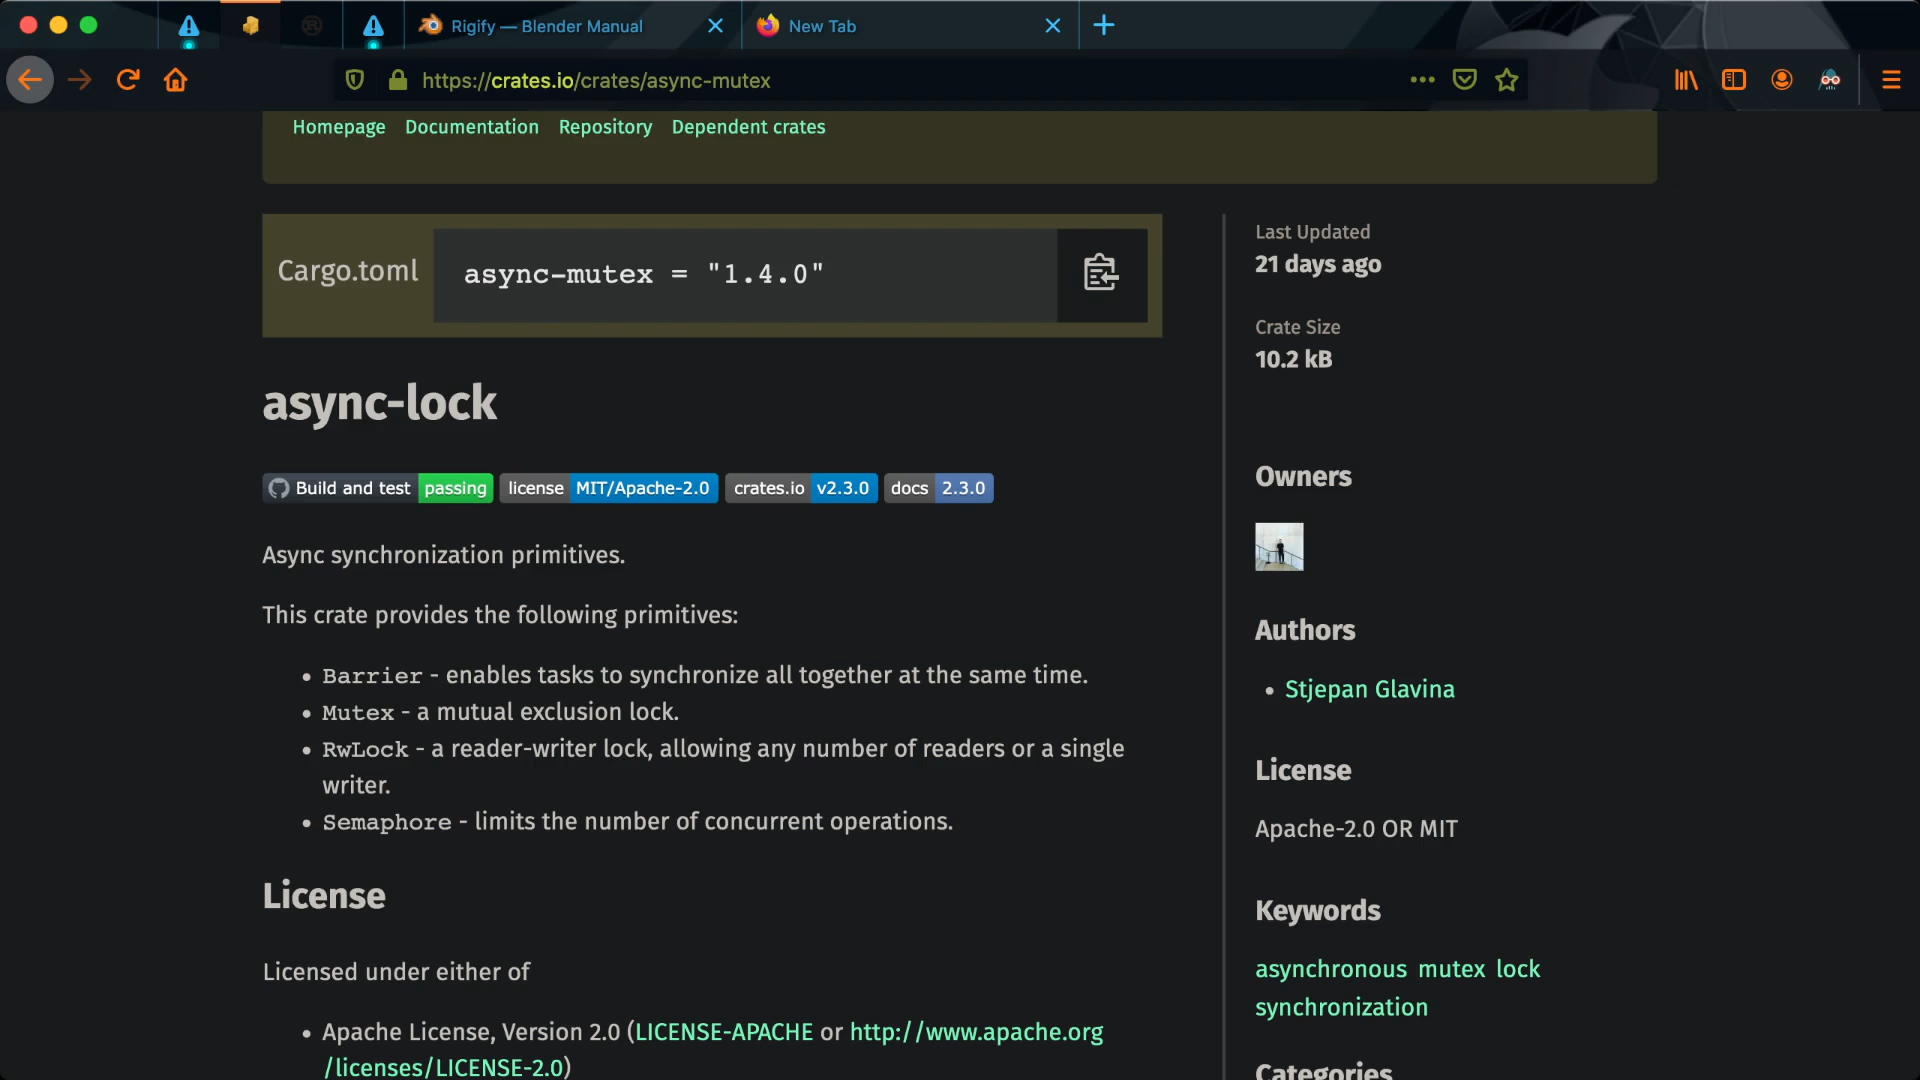 Rigify — Blender Manual
New Tab
https://crates.io/crates/async-mutex
Homepage Documentation Repository Dependent crates
Cargo.toml
async-mutex = "1.4.0"
async-lock
Build and test passing license MIT/Apache-2.0 crates.io v2.3.0 docs 2.3.0
Async synchronization primitives.
This crate provides the following primitives:
• Barrier - enables tasks to synchronize all together at the same time.
• Mutex - a mutual exclusion lock.
• RwLock - a reader-writer lock, allowing any number of readers or a single
writer.
• Semaphore - limits the number of concurrent operations.
License
Licensed under either of
• Apache License, Version 2.0 (LICENSE-APACHE or http://www.apache.org
/licenses/LICENSE-2.0)
Last Updated
21 days ago
Crate Size
10.2 kB
Owners
Authors
• Stjepan Glavina
License
Apache-2.0 OR MIT
Keywords
asynchronous mutex lock
synchronization
Categories